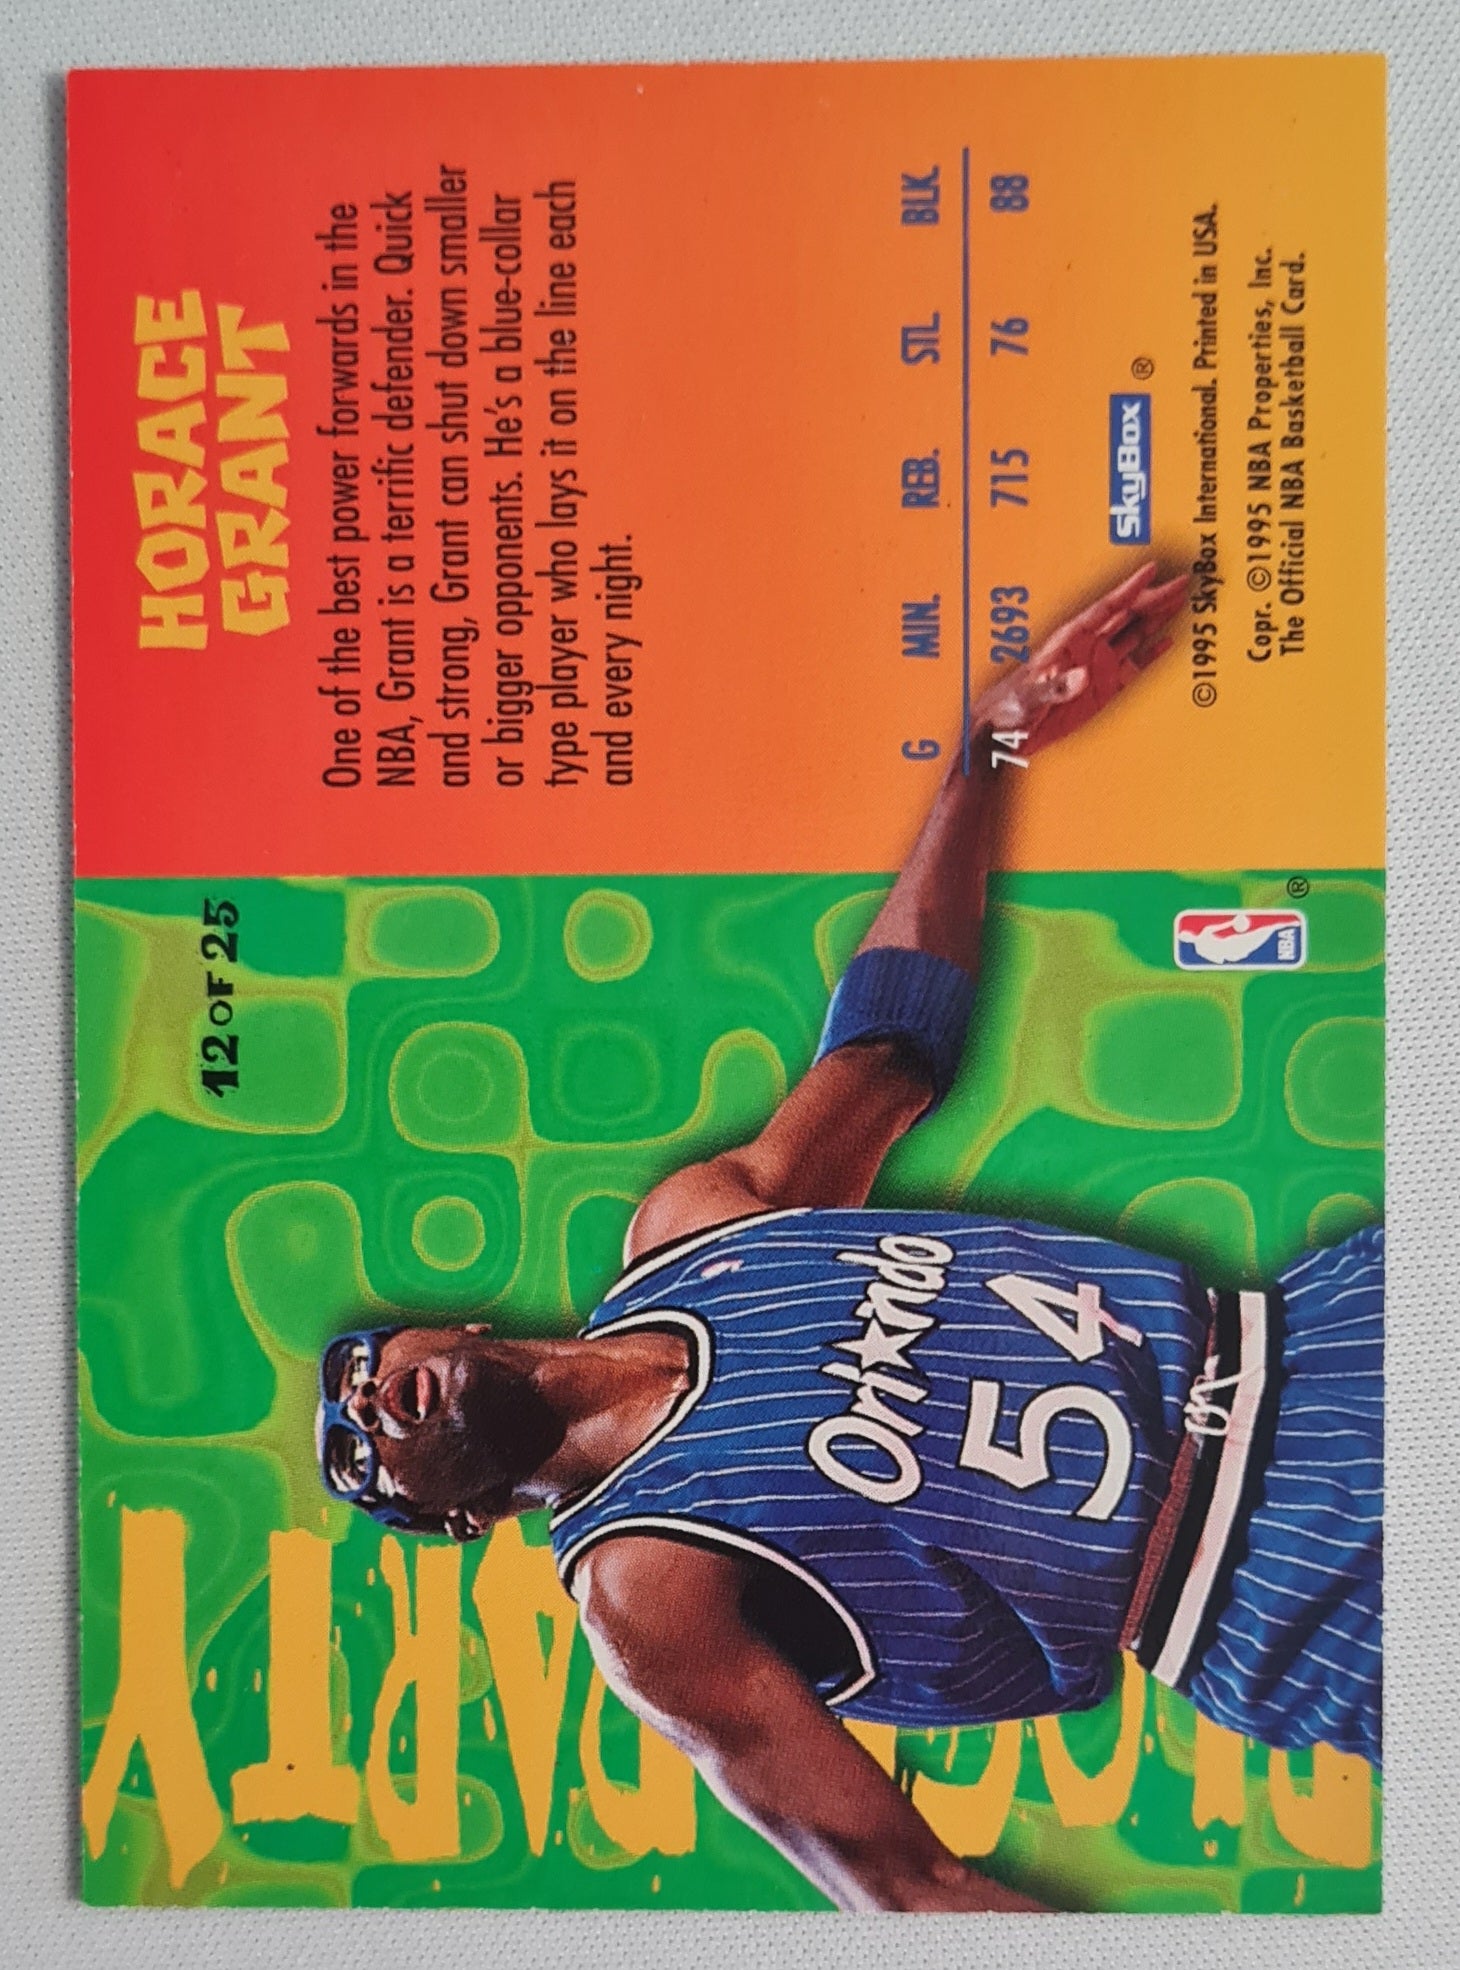 HORACE
GRANT
One of the best power forwards in the
NBA, Grant is a terrific defender. Quick
and strong, Grant can shut down smaller
or bigger opponents. He's a blue-collar
type player who lays it on the line each
and every night.
G MIN. REB. STL. BLK.
74 2693 715 76 88
SkyBox ®
©1995 SkyBox International. Printed in USA.
Copr. ©1995 NBA Properties, Inc.
The Official NBA Basketball Card.
12 OF 25
NBA ®
Orlando
54
PARTY